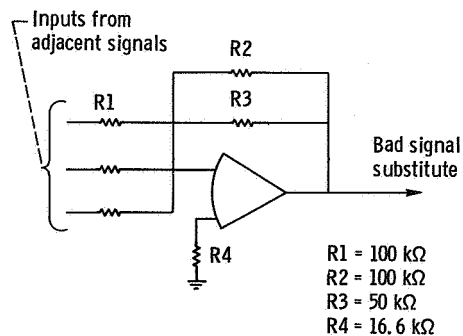 Inputs from
adjacent signals
R2
R1
R3
Bad signal
substitute
R4
R1 = 100 kΩ
R2 = 100 kΩ
R3 = 50 kΩ
R4 = 16.6 kΩ